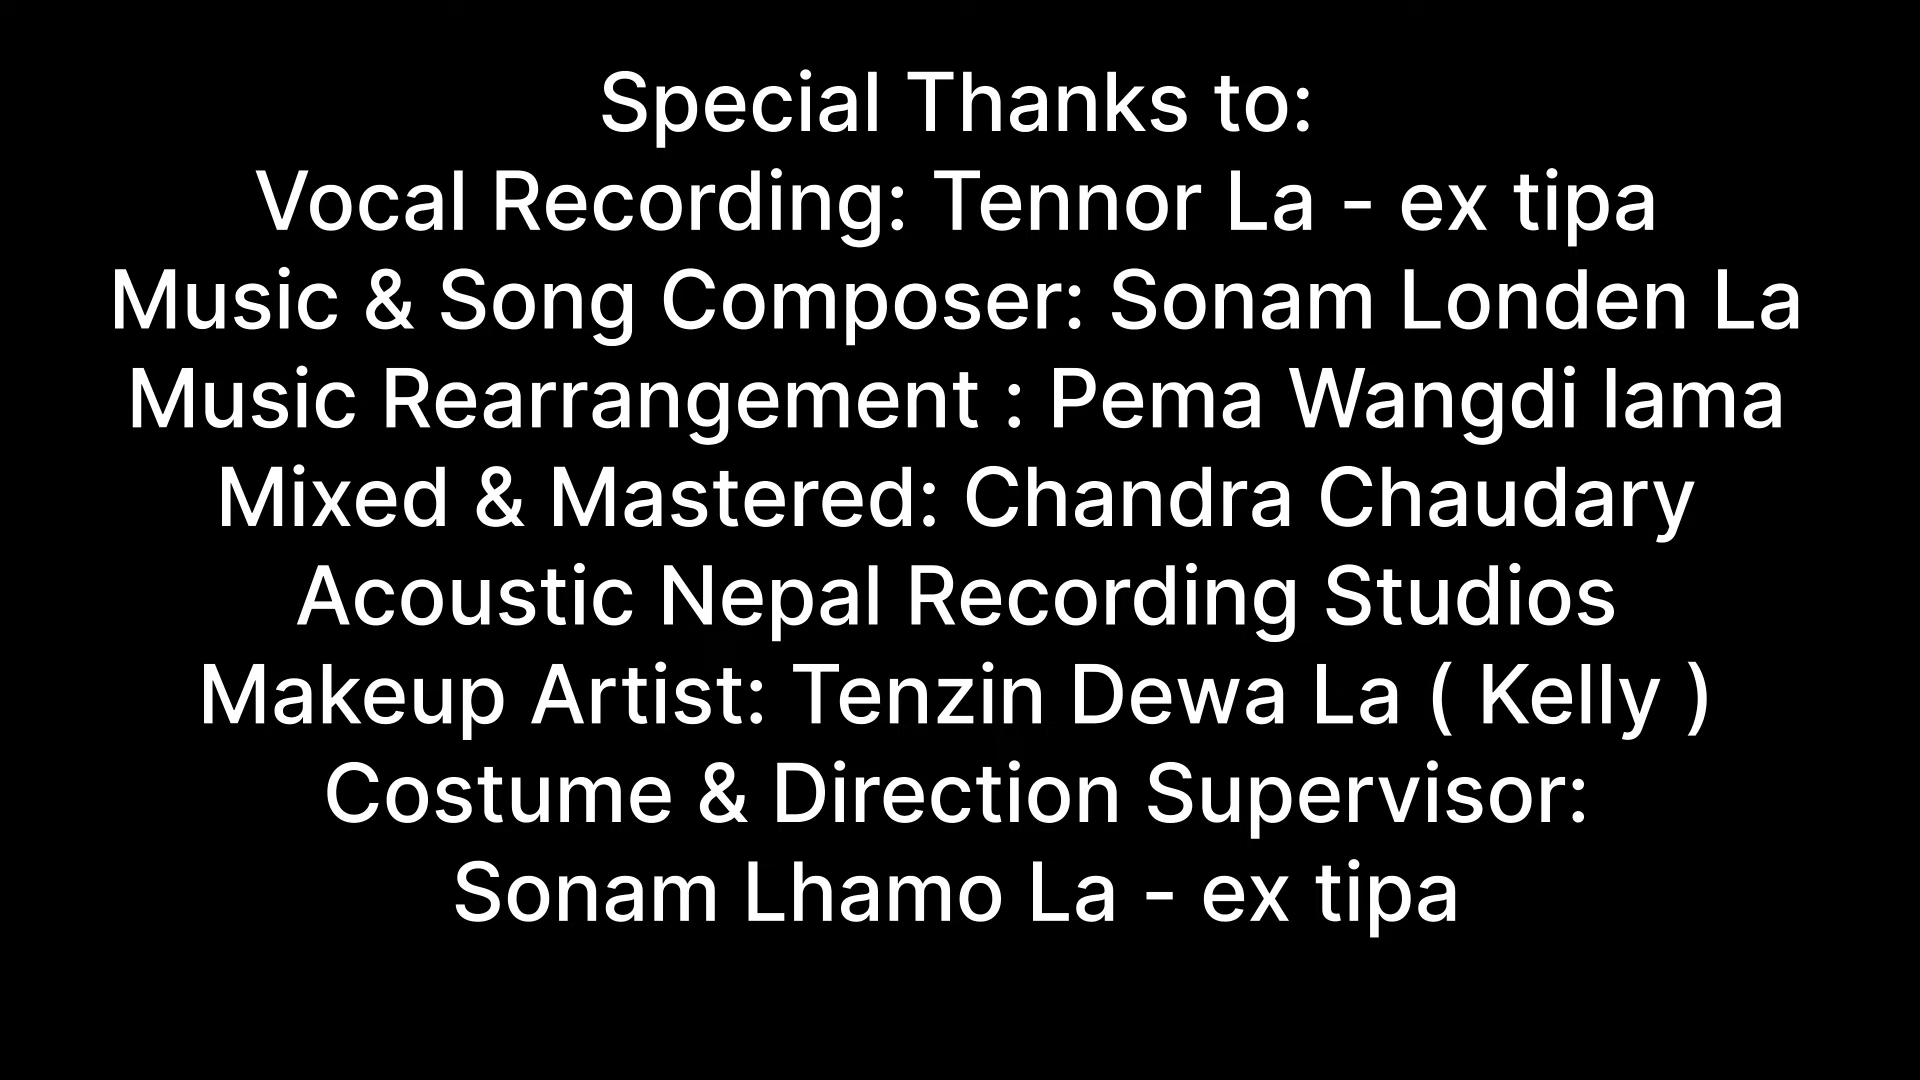 Special Thanks to:
Vocal Recording: Tennor La - ex tipa
Music & Song Composer: Sonam Londen La
Music Rearrangement : Pema Wangdi lama
Mixed & Mastered: Chandra Chaudary
Acoustic Nepal Recording Studios
Makeup Artist: Tenzin Dewa La ( Kelly )
Costume & Direction Supervisor:
Sonam Lhamo La - ex tipa